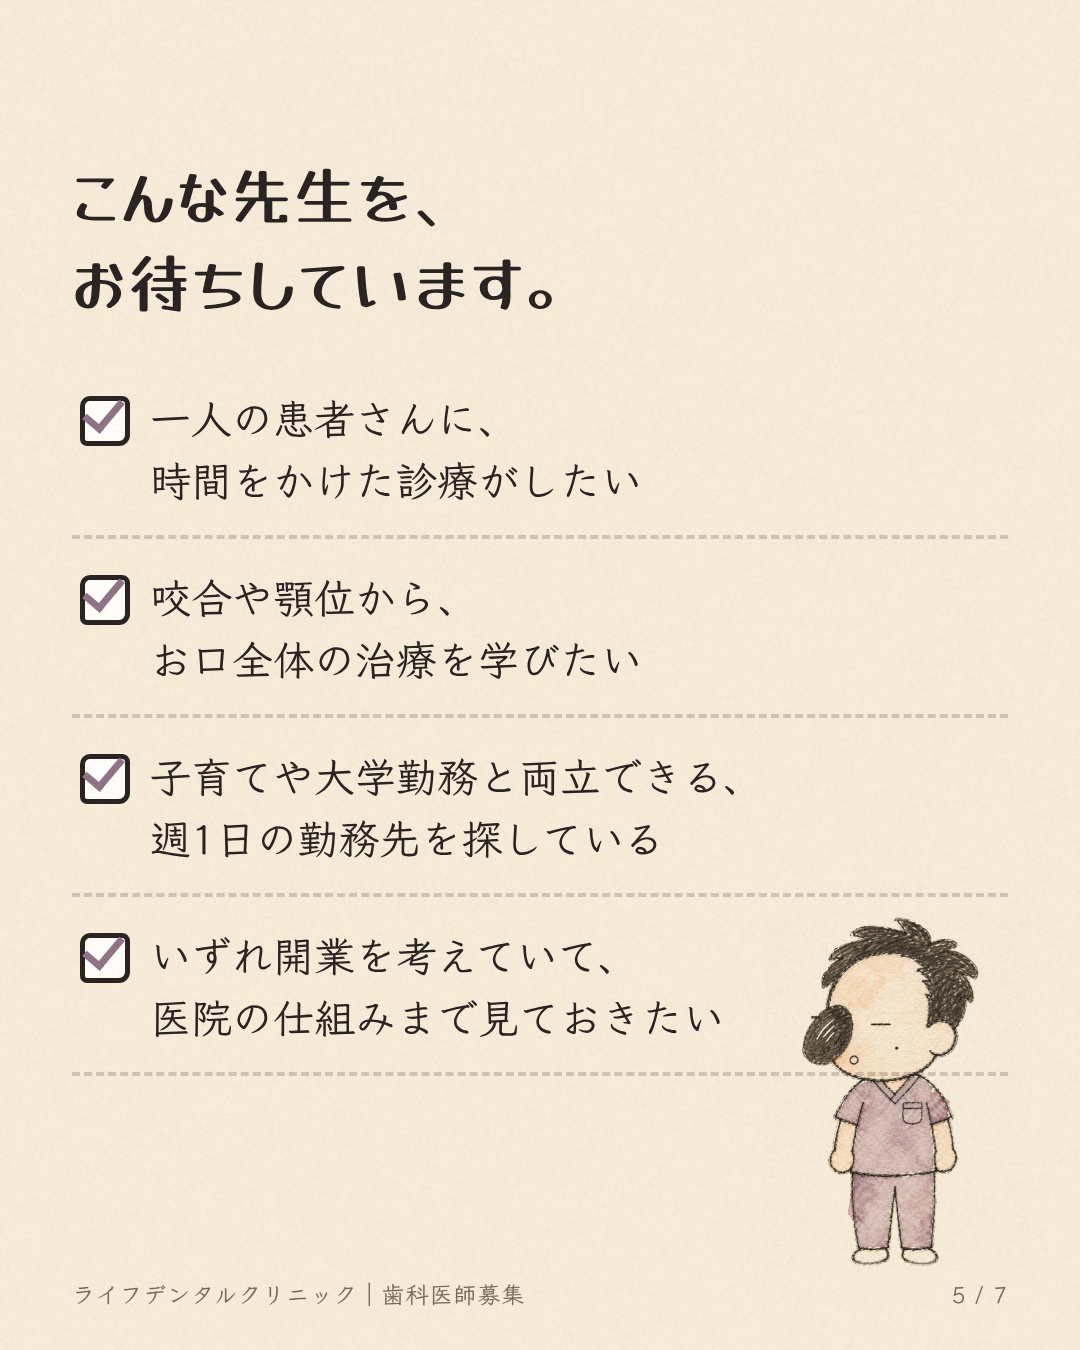 こんな先生を、
お待ちしています。
一人の患者さんに、
時間をかけた診療がしたい
咬合や顎位から、
お口全体の治療を学びたい
子育てや大学勤務と両立できる、
週1日の勤務先を探している
いずれ開業を考えていて、
医院の仕組みまで見ておきたい
ライフデンタルクリニック｜歯科医師募集
5 / 7